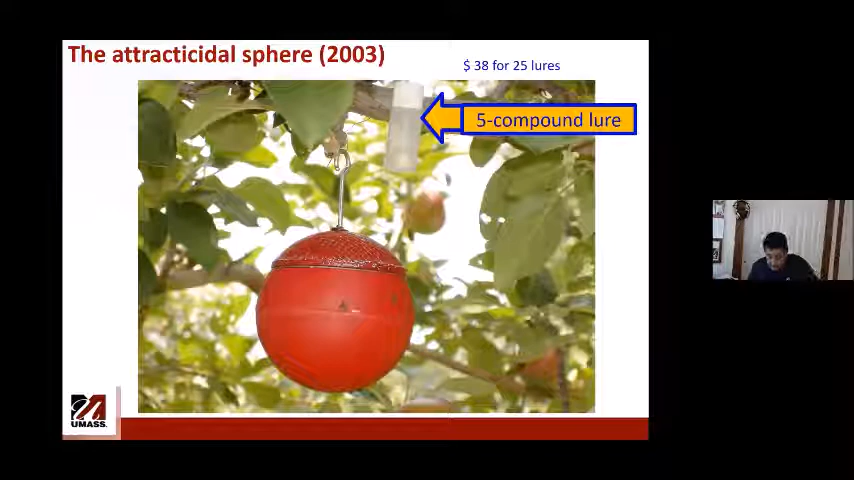 The attracticidal sphere (2003)
$ 38 for 25 lures
5-compound lure
UMASS.